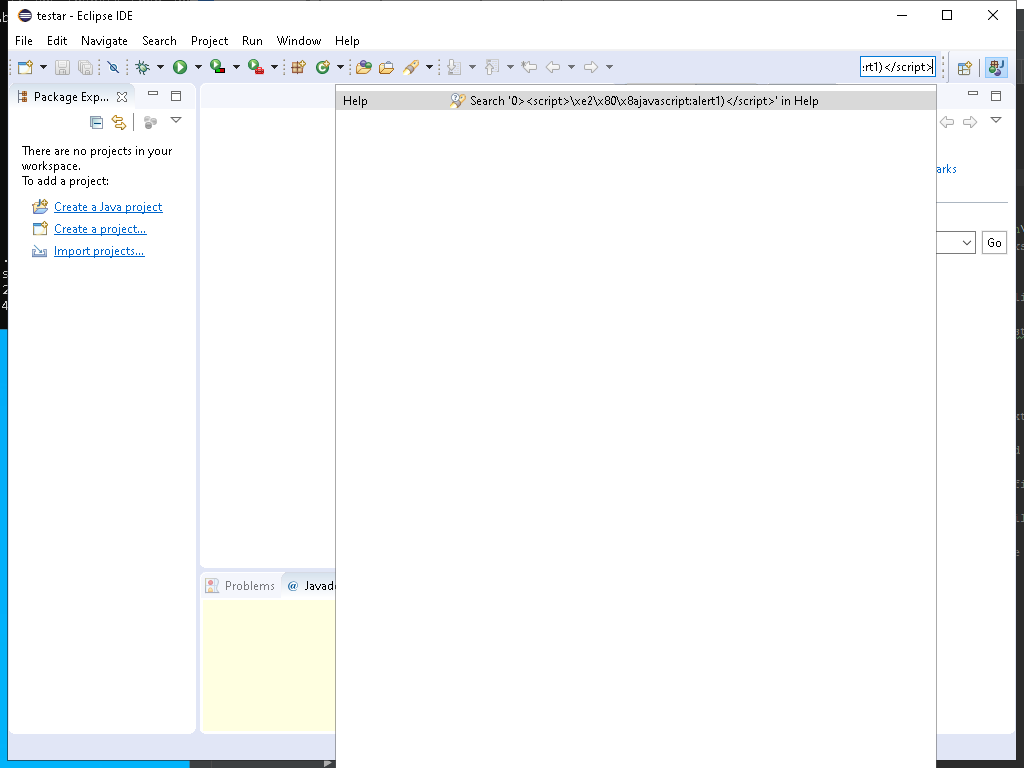 testar - Eclipse IDE
File Edit Navigate Search Project Run Window Help
:rt1)</script>
Package Exp...
Help Search '0><script>\xe2\x80\x8ajavascript:alert1)</script>' in Help
There are no projects in your
workspace.
To add a project:
Create a Java project
Create a project...
Import projects...
arks
Go
Problems @ Javad